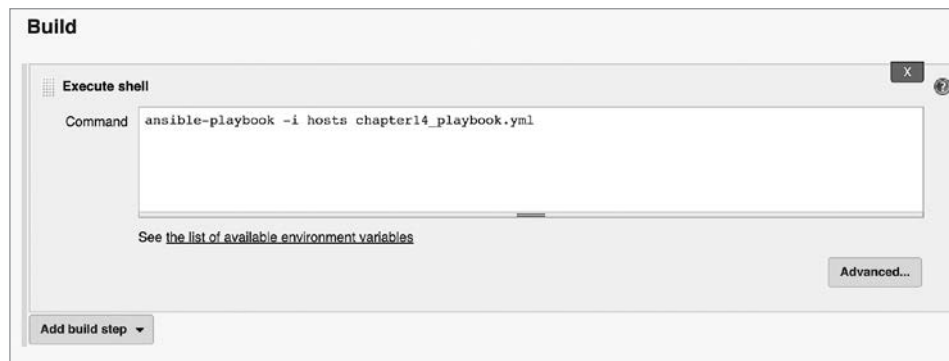 Build
X
Execute shell
Command
ansible-playbook -i hosts chapter14_playbook.yml
See the list of available environment variables
Advanced...
Add build step